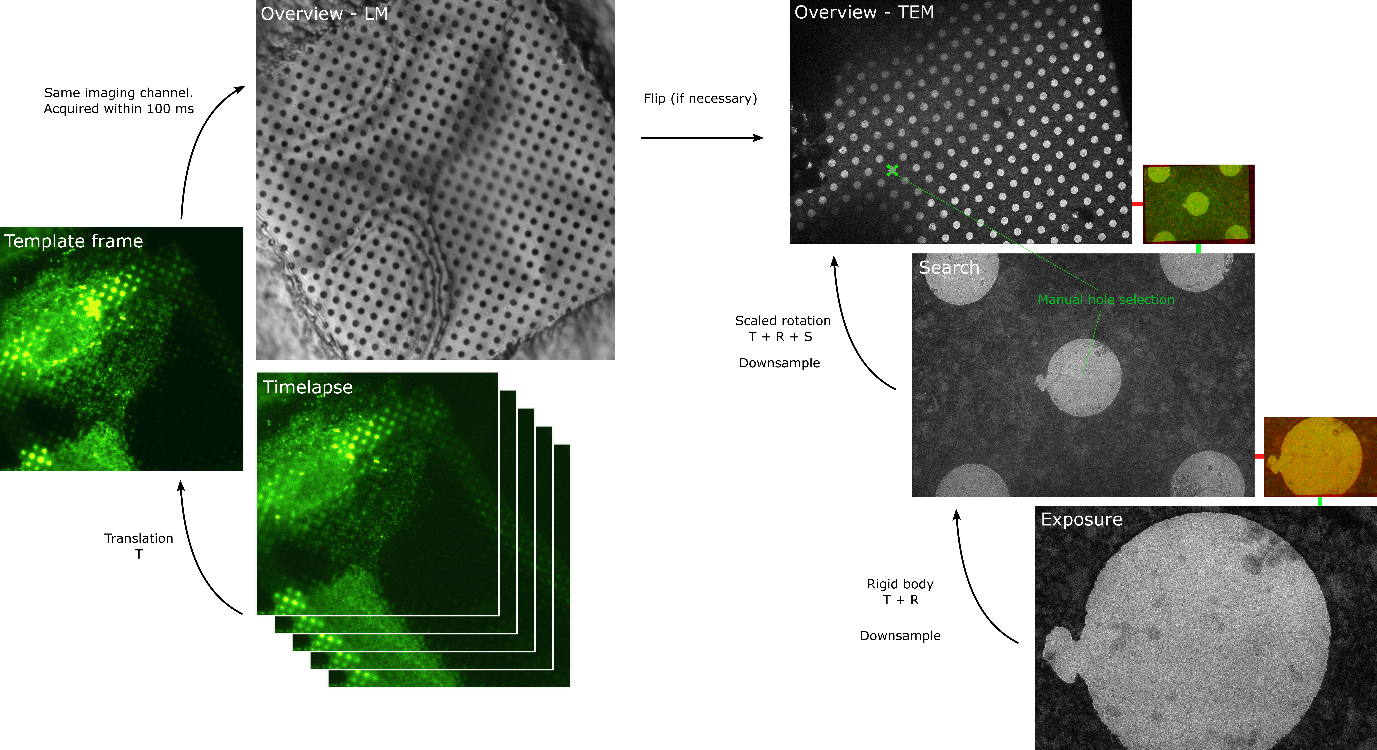 Overview - LM
Same imaging channel.
Acquired within 100 ms
Template frame
Timelapse
Translation
T
Flip (if necessary)
Overview - TEM
Search
Manual hole selection
Scaled rotation
T + R + S
Downsample
Exposure
Rigid body
T + R
Downsample